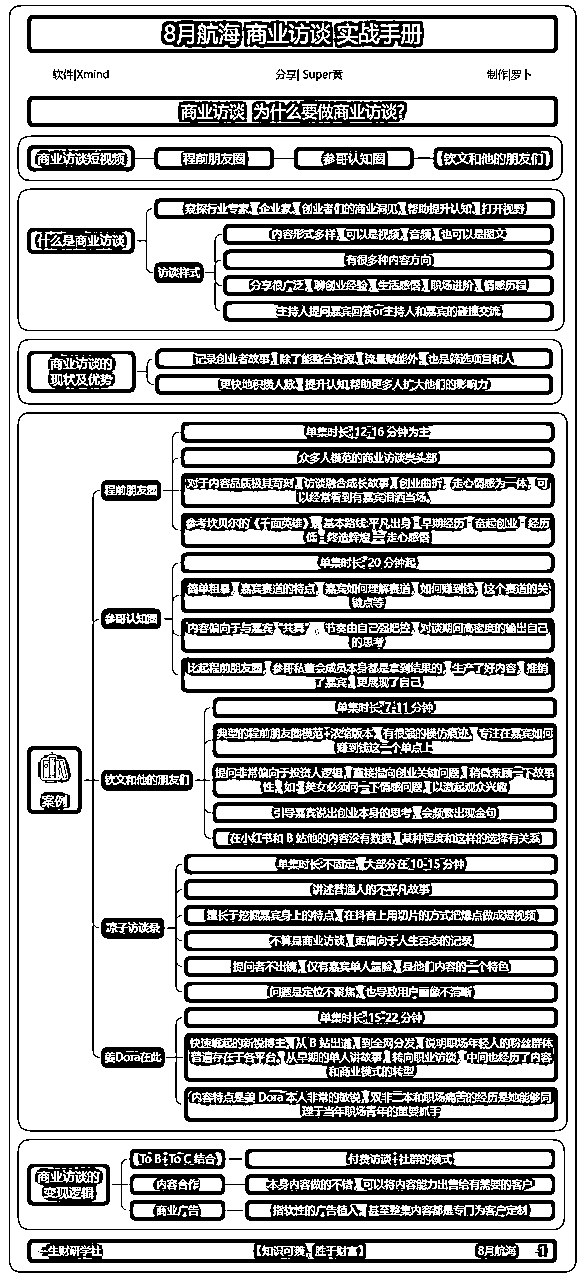 8月航海 商业访谈 实战手册
软件|Xmind
分享| Super黄
制作|罗卜
商业访谈 为什么要做商业访谈?
商业访谈短视频
程前朋友圈
参哥认知圈
钦文和他的朋友们
什么是商业访谈
窥探行业专家、企业家、创业者们的商业洞见，帮助提升认知，打开视野
访谈样式
内容形式多样，可以是视频、音频，也可以是图文
有很多种内容方向
分享很广泛，聊创业经验、生活感悟、职场进阶、情感历程
主持人提问嘉宾回答or主持人和嘉宾的碰撞交流
商业访谈的
现状及优势
记录创业者故事，除了能整合资源、流量赋能外，也是筛选项目和人
更快地积攒人脉、提升认知,帮助更多人扩大他们的影响力
案例
程前朋友圈
单集时长:12-16 分钟为主
众多人模范的商业访谈类头部
对于内容品质极其苛刻，访谈融合成长故事、创业曲折、走心情感为一体，可
以经常看到有嘉宾泪洒当场。
参考坎贝尔的《千面英雄》，基本路线:平凡出身 早期经历 奋起创业 经历
低 终造辉煌 走心感悟
参哥认知圈
单集时长:20 分钟起
简单粗暴，嘉宾赛道的特点，嘉宾如何理解赛道，如何赚到钱，这个赛道的关
键点等
内容偏向于与嘉宾“共舞”，节奏由自己强把控，对谈期间高密度的输出自己
的思考
比起程前朋友圈，参哥私董会成员本身都是拿到结果的，生产了好内容，推销
了嘉宾，更展现了自己
钦文和他的朋友们
单集时长:7-11 分钟
典型的程前朋友圈模范+浓缩版本，有很强的模仿痕迹，专注在嘉宾如何
赚到钱这一个单点上
提问非常偏向于投资人逻辑，直接指向创业关键问题，稍微兼顾一下故事
性，如：美女必须问一下情感问题，以激起观众兴趣
引导嘉宾说出创业本身的思考，会频繁出现金句
在小红书和 B 站他的内容没有数据，某种程度和这样的选择有关系
凉子访谈录
单集时长:不固定，大部分在 10-15 分钟
讲述普通人的不平凡故事
擅长于挖掘嘉宾身上的特点，在抖音上用切片的方式把爆点做成短视频
不算是商业访谈，更偏向于人生百态的记录
提问者不出镜，仅有嘉宾单人露脸，是他们内容的一个特色
问题是定位不聚焦，也导致用户画像不清晰
姜Dora在此
单集时长:15-22 分钟
快速崛起的新锐博主，从 B 站出道，到全网分发，说明职场年轻人的粉丝群体
普遍存在于各平台。从早期的单人讲故事，转向职业访谈，中间也经历了内容
和商业模式的转型
内容特点是姜 Dora 本人非常的敏锐，双非二本和职场痛苦的经历是她能够同
理于当年职场青年的重要抓手
商业访谈的
变现逻辑
To B+To C 结合
付费访谈+社群的模式
内容合作
本身内容做的不错，可以将内容能力出售给有需要的客户
商业广告
指软性的广告植入，甚至整集内容都是专门为客户定制
生财研学社
【知识可羡，胜于财富】
8月航海
-1